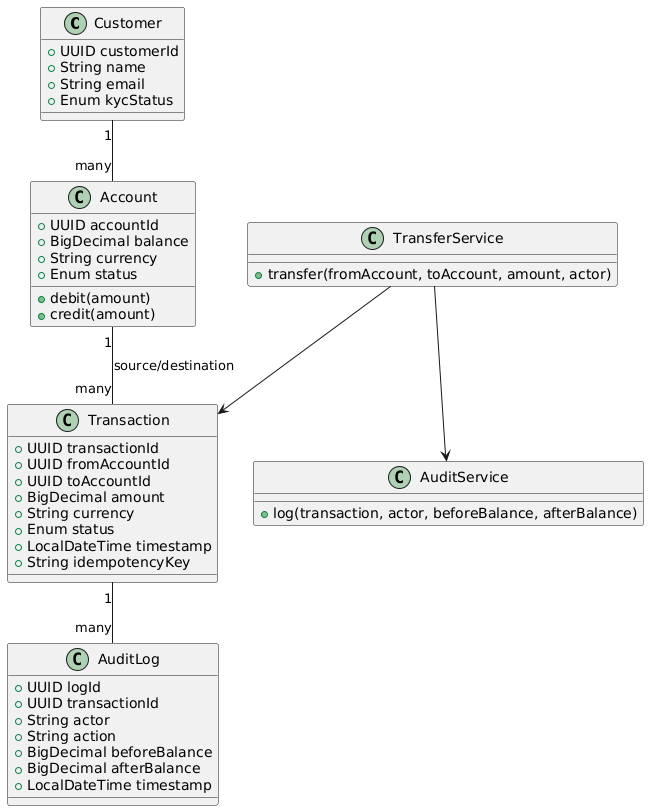 C Customer
UUID customerId
String name
String email
Enum kycStatus
1
many
C Account
UUID accountId
BigDecimal balance
String currency
Enum status
debit(amount)
credit(amount)
C TransferService
transfer(fromAccount, toAccount, amount, actor)
1
source/destination
many
C Transaction
UUID transactionId
UUID fromAccountId
UUID toAccountId
BigDecimal amount
String currency
Enum status
LocalDateTime timestamp
String idempotencyKey
C AuditService
log(transaction, actor, beforeBalance, afterBalance)
1
many
C AuditLog
UUID logId
UUID transactionId
String actor
String action
BigDecimal beforeBalance
BigDecimal afterBalance
LocalDateTime timestamp